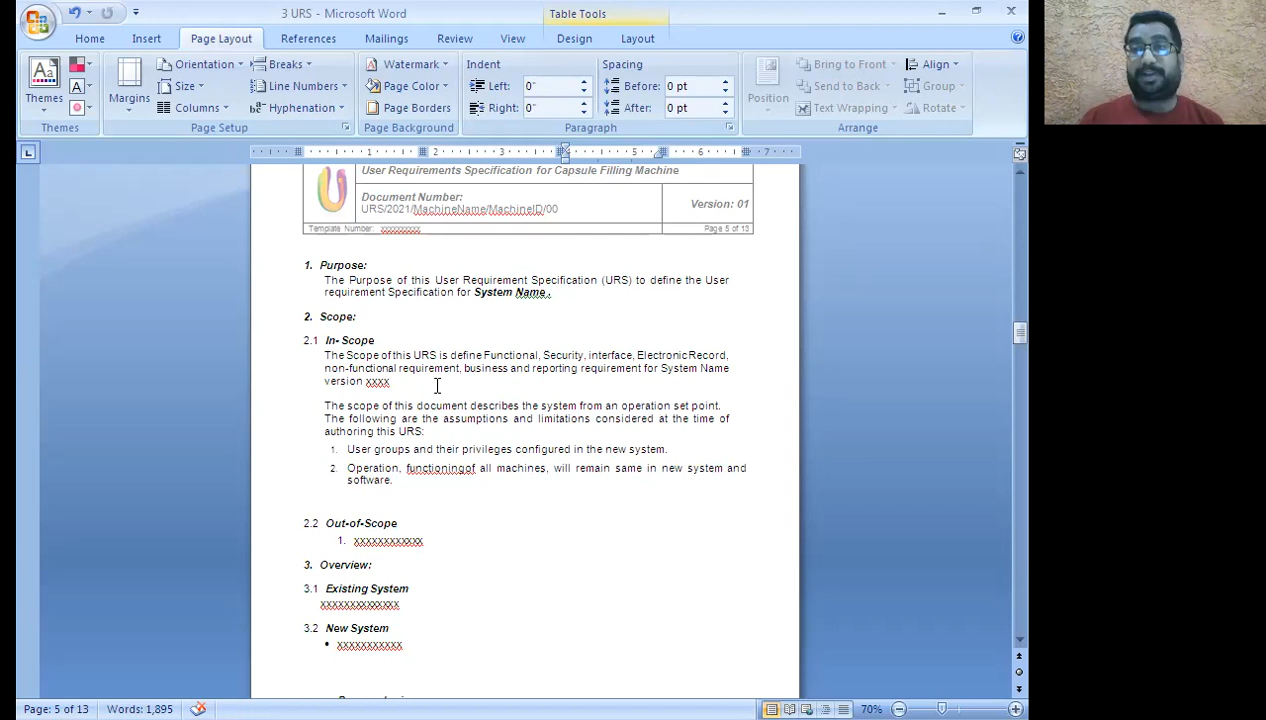 3 URS - Microsoft Word
Table Tools
Home Insert Page Layout References Mailings Review View Design Layout
Themes
Margins
Orientation
Size
Columns
Breaks
Line Numbers
Hyphenation
Watermark
Page Color
Page Borders
Indent
Left: 0"
Right: 0"
Spacing
Before: 0 pt
After: 0 pt
Position
Bring to Front
Send to Back
Text Wrapping
Align
Group
Rotate
Themes Page Setup Page Background Paragraph Arrange
1 2 3 5 6 7
User Requirements Specification for Capsule Filling Machine
Document Number:
URS/2021/MachineName/MachineID/00
Version: 01
Template Number: xxxxxxxxxx
Page 5 of 13
1. Purpose:
The Purpose of this User Requirement Specification (URS) to define the User
requirement Specification for System Name .
2. Scope:
2.1 In- Scope
The Scope of this URS is define Functional, Security, interface, Electronic Record,
non-functional requirement, business and reporting requirement for System Name
version xxxx
The scope of this document describes the system from an operation set point.
The following are the assumptions and limitations considered at the time of
authoring this URS:
1. User groups and their privileges configured in the new system.
2. Operation, functioningof all machines, will remain same in new system and
software.
2.2 Out-of-Scope
1. xxxxxxxxxxxx
3. Overview:
3.1 Existing System
xxxxxxxxxxxxxx
3.2 New System
• xxxxxxxxxxx
Page: 5 of 13 Words: 1,895 70%